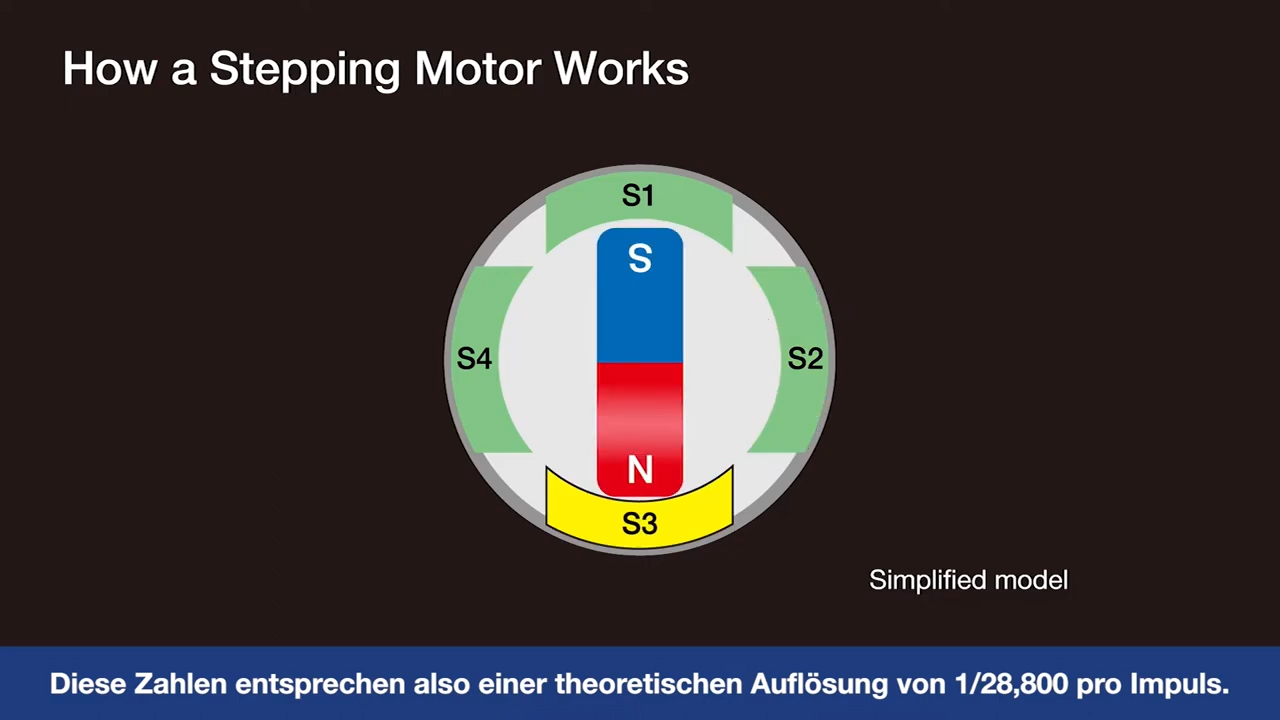 How a Stepping Motor Works
S1
S
S4
S2
N
S3
Simplified model
Diese Zahlen entsprechen also einer theoretischen Auflösung von 1/28,800 pro Impuls.